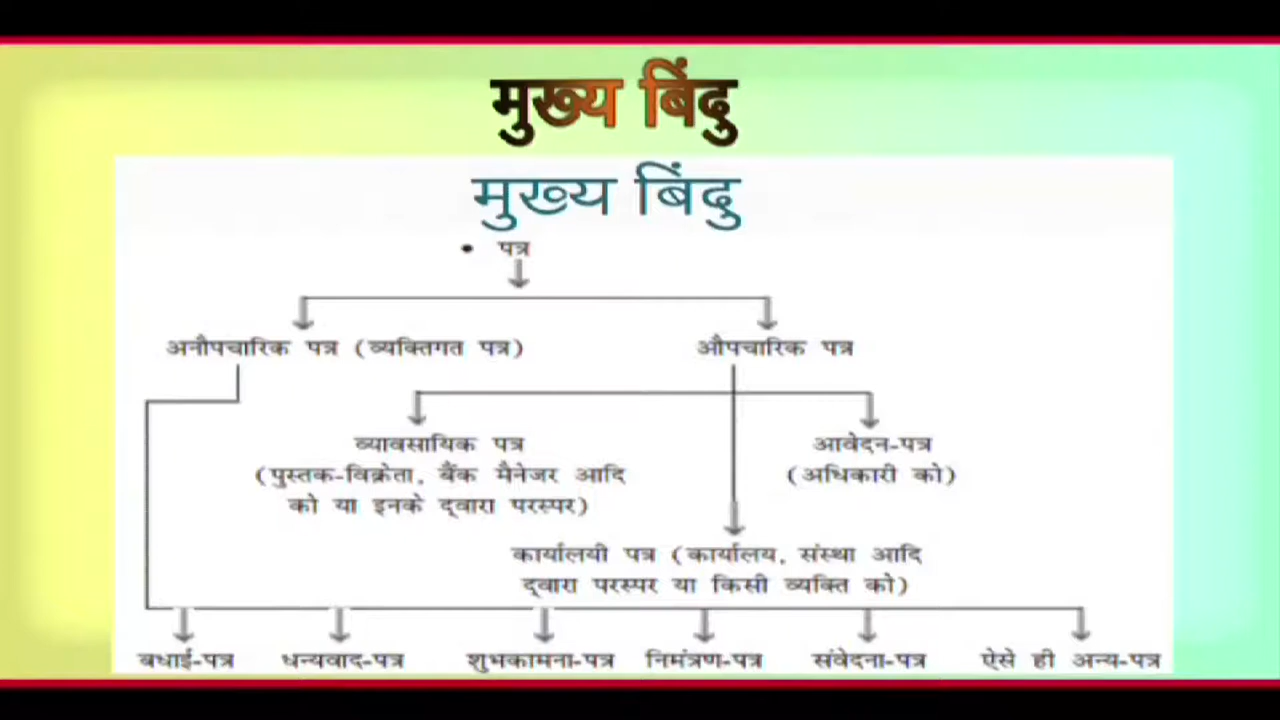 मुख्य बिंदु
मुख्य बिंदु
• पत्र
अनौपचारिक पत्र (व्यक्तिगत पत्र)
औपचारिक पत्र
व्यावसायिक पत्र
(पुस्तक-विक्रेता, बैंक मैनेजर आदि
को या इनके द्वारा परस्पर)
आवेदन-पत्र
(अधिकारी को)
कार्यालयी पत्र (कार्यालय, संस्था आदि
द्वारा परस्पर या किसी व्यक्ति को)
बधाई-पत्र
धन्यवाद-पत्र
शुभकामना-पत्र
निमंत्रण-पत्र
संवेदना-पत्र
ऐसे ही अन्य-पत्र